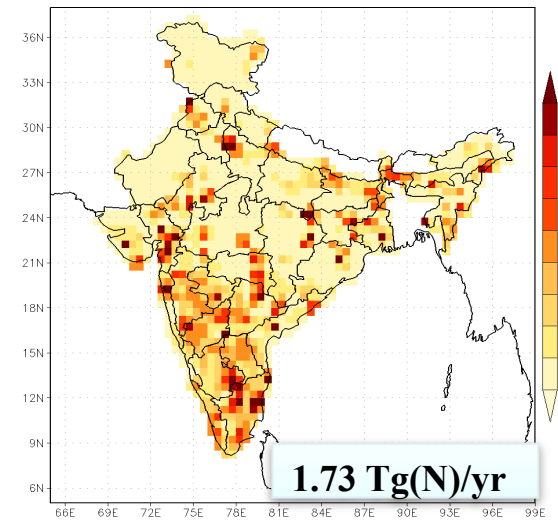 36N
33N
30N
27N
24N
21N
18N
15N
12N
9N
6N
1.73 Tg(N)/yr
66E 69E 72E 75E 78E 81E 84E 87E 90E 93E 96E 99E